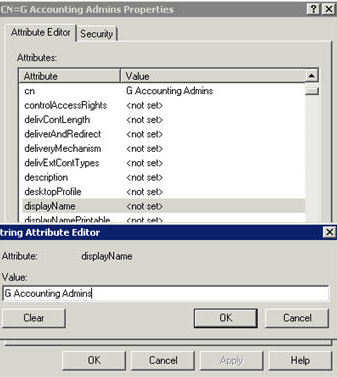 CN=G Accounting Admins Properties
Attribute Editor Security
Attributes:
Attribute Value
cn G Accounting Admins
controlAccessRights <not set>
delivContLength <not set>
deliverAndRedirect <not set>
deliveryMechanism <not set>
delivExtContTypes <not set>
description <not set>
desktopProfile <not set>
displayName <not set>
displayNamePrintable <not set>
tring Attribute Editor
Attribute: displayName
Value:
G Accounting Admins
Clear OK Cancel
OK Cancel Apply Help